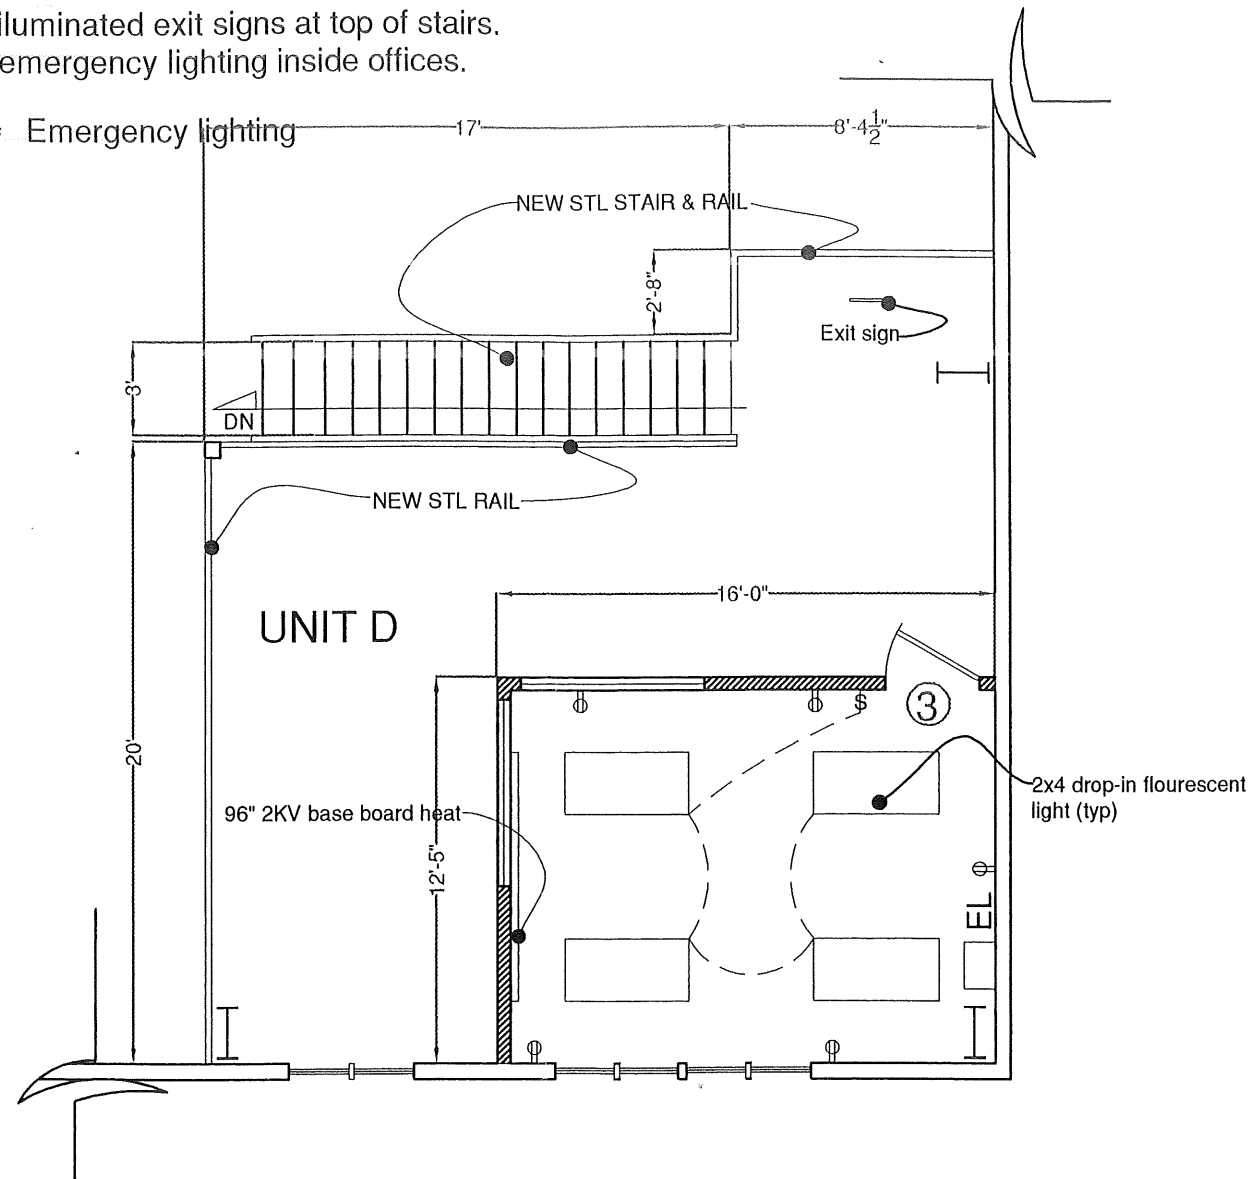 lluminated exit signs at top of stairs.
emergency lighting inside offices.
= Emergency lighting
17'
8'-4 1/2"
NEW STL STAIR & RAIL
2'-8"
Exit sign
3'
DN
NEW STL RAIL
16'-0"
UNIT D
$
3
20'
2x4 drop-in flourescent
light (typ)
96" 2KV base board heat
12'-5"
EL